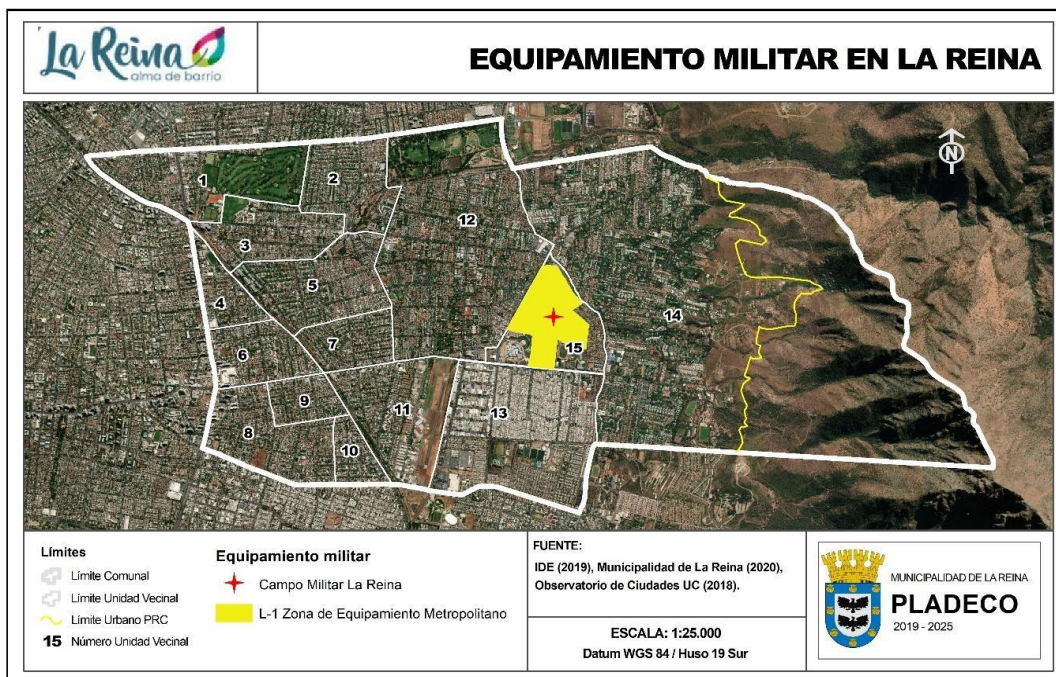 La Reina
alma de barrio
EQUIPAMIENTO MILITAR EN LA REINA
N
1
2
3
4
5
6
7
8
9
10
11
12
13
14
15
Límites
Límite Comunal
Límite Unidad Vecinal
Límite Urbano PRC
15 Número Unidad Vecinal
Equipamiento militar
Campo Militar La Reina
L-1 Zona de Equipamiento Metropolitano
FUENTE:
IDE (2019), Municipalidad de La Reina (2020),
Observatorio de Ciudades UC (2018).
ESCALA: 1:25.000
Datum WGS 84 / Huso 19 Sur
MUNICIPALIDAD DE LA REINA
PLADECO
2019 - 2025